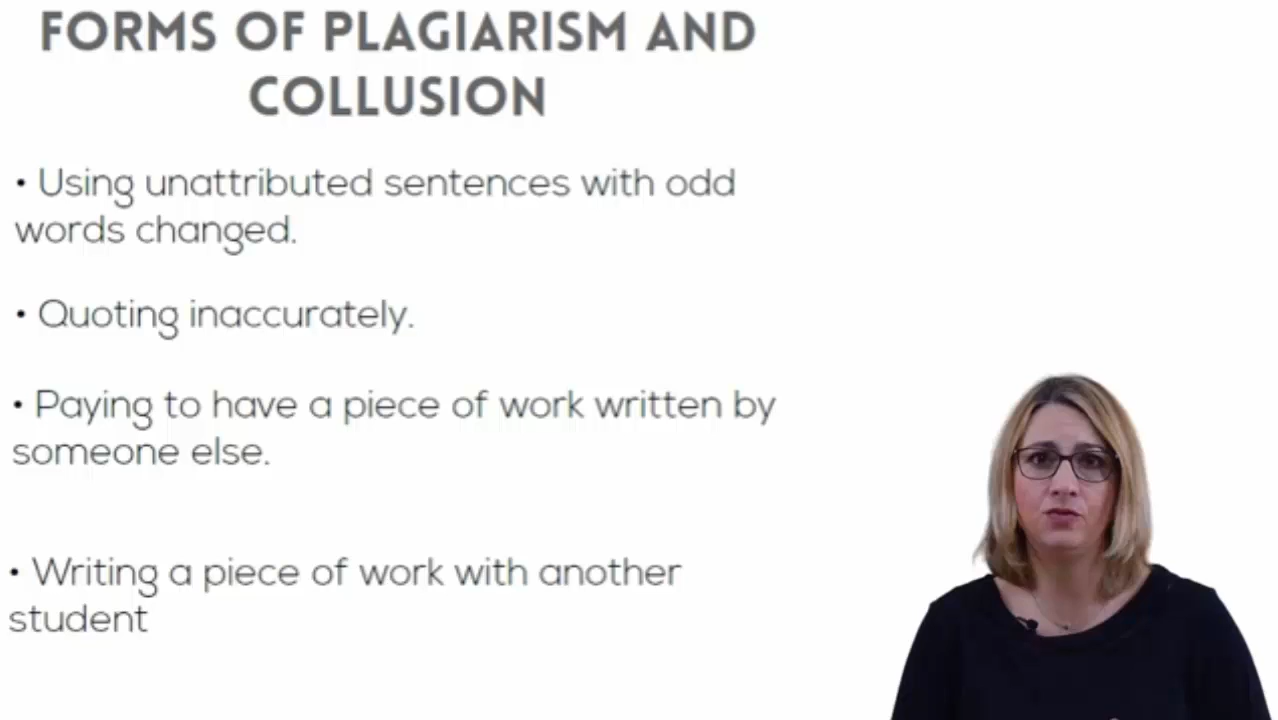 FORMS OF PLAGIARISM AND
COLLUSION
• Using unattributed sentences with odd
words changed.
• Quoting inaccurately.
• Paying to have a piece of work written by
someone else.
• Writing a piece of work with another
student